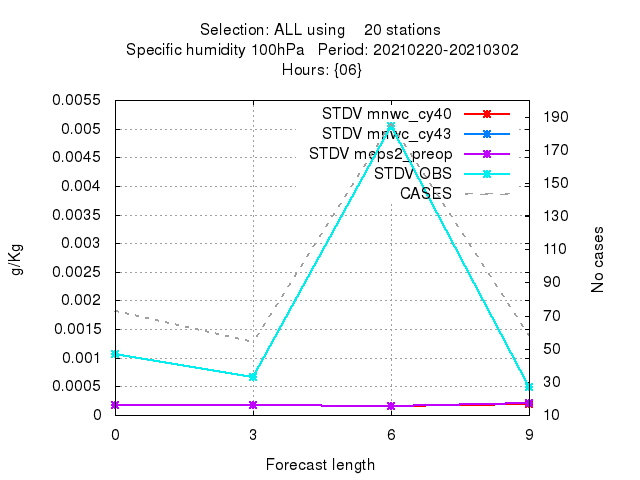 Selection: ALL using    20 stations
Specific humidity 100hPa   Period: 20210220-20210302
Hours: {06}
0.0055
0.005
0.0045
0.004
0.0035
0.003
0.0025
0.002
0.0015
0.001
0.0005
0
g/Kg
STDV mnwc_cy40
STDV mnwc_cy43
STDV meps2_preop
STDV OBS
CASES
190
170
150
130
110
90
70
50
30
10
No cases
0 3 6 9
Forecast length